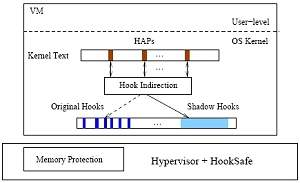 VM
User-level
HAPs
OS Kernel
Kernel Text
...
Hook Indirection
Original Hooks
Shadow Hooks
...
Memory Protection
Hypervisor + HookSafe